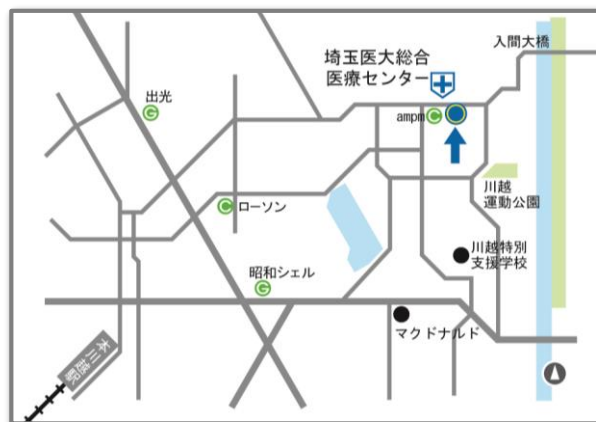 入間大橋
埼玉医大総合
医療センター
出光
G
ampm
C
川越
運動公園
C
ローソン
川越特別
支援学校
昭和シェル
G
マクドナルド
本川越駅